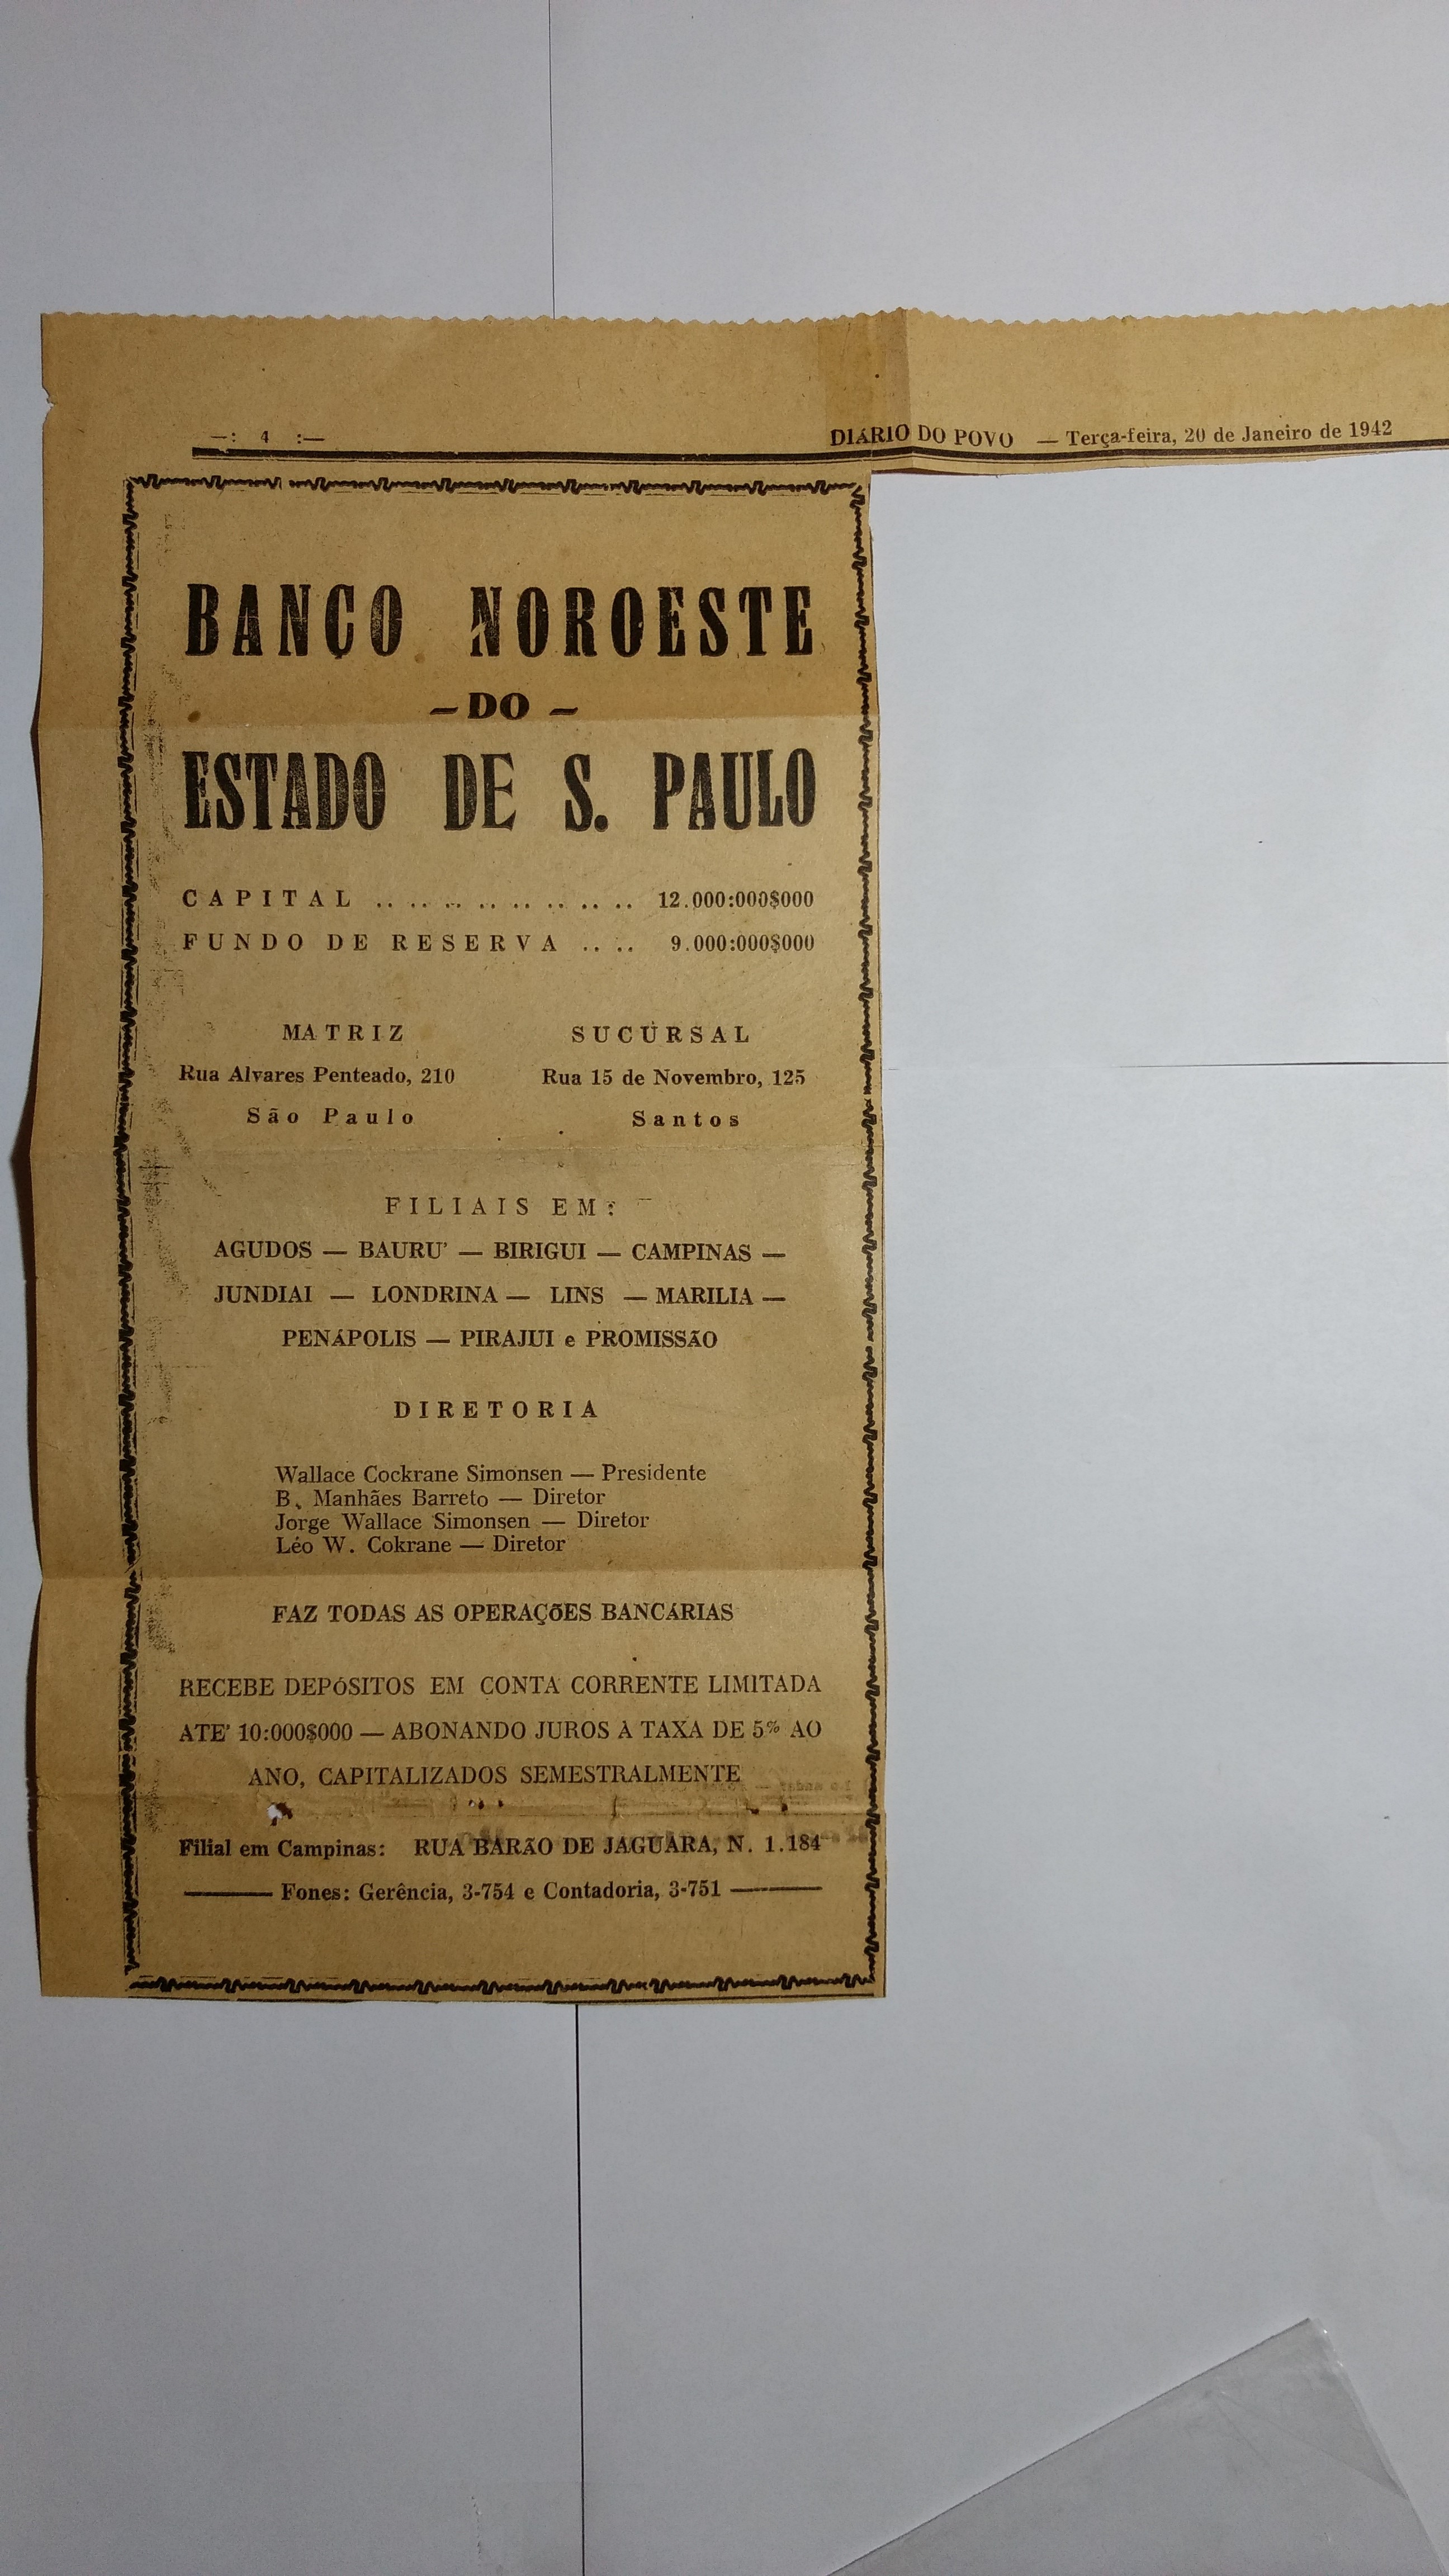 —: 4 :— DIÁRIO DO POVO — Terça-feira, 20 de Janeiro de 1942
BANÇO NOROESTE
— DO —
ESTADO DE S. PAULO
CAPITAL .. .. .. .. .. .. .. .. 12.000:000$000
FUNDO DE RESERVA .. .. 9.000:000$000
MATRIZ SUCURSAL
Rua Alvares Penteado, 210 Rua 15 de Novembro, 125
São Paulo Santos
FILIAIS EM:
AGUDOS — BAURU' — BIRIGUI — CAMPINAS —
JUNDIAI — LONDRINA — LINS — MARILIA —
PENÁPOLIS — PIRAJUI e PROMISSÃO
DIRETORIA
Wallace Cockrane Simonsen — Presidente
B. Manhães Barreto — Diretor
Jorge Wallace Simonsen — Diretor
Léo W. Cokrane — Diretor
FAZ TODAS AS OPERAÇÕES BANCÁRIAS
RECEBE DEPÓSITOS EM CONTA CORRENTE LIMITADA
ATE' 10:000$000 — ABONANDO JUROS À TAXA DE 5% AO
ANO, CAPITALIZADOS SEMESTRALMENTE
Filial em Campinas: RUA BARÃO DE JAGUARA, N. 1.184
——— Fones: Gerência, 3-754 e Contadoria, 3-751 ———